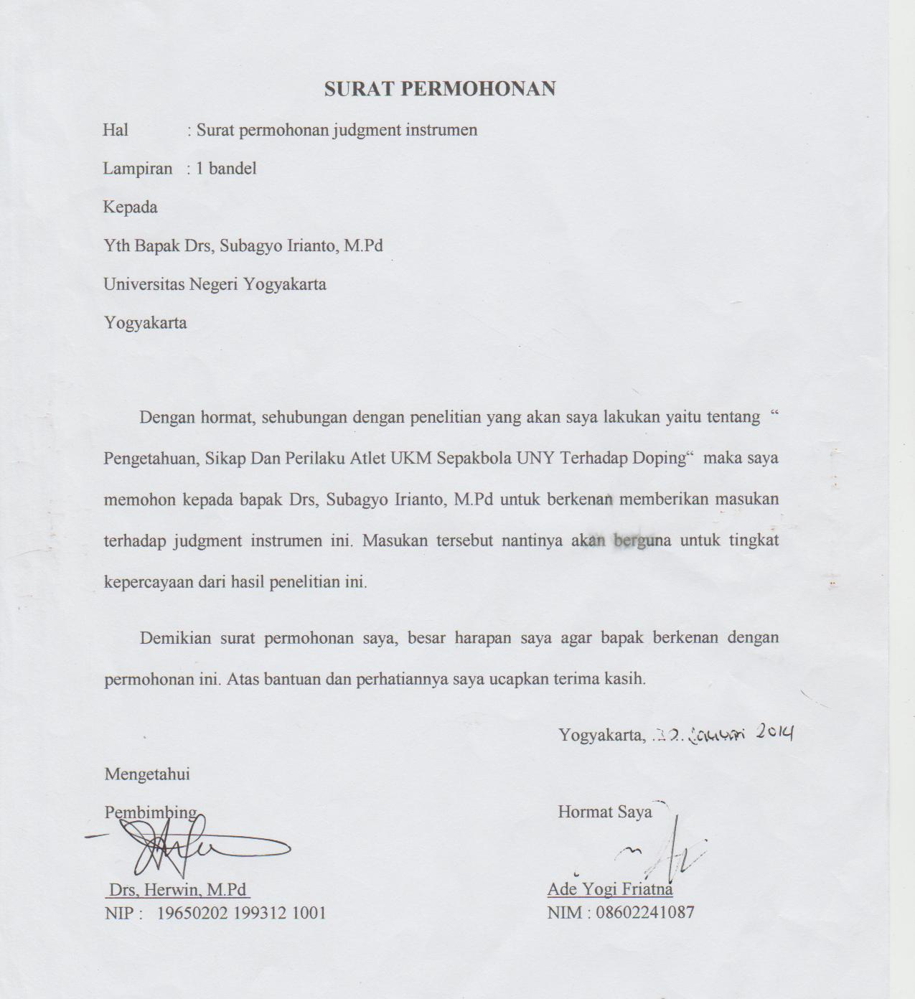 SURAT PERMOHONAN
Hal : Surat permohonan judgment instrumen
Lampiran : 1 bandel
Kepada
Yth Bapak Drs, Subagyo Irianto, M.Pd
Universitas Negeri Yogyakarta
Yogyakarta
Dengan hormat, sehubungan dengan penelitian yang akan saya lakukan yaitu tentang “
Pengetahuan, Sikap Dan Perilaku Atlet UKM Sepakbola UNY Terhadap Doping“ maka saya
memohon kepada bapak Drs, Subagyo Irianto, M.Pd untuk berkenan memberikan masukan
terhadap judgment instrumen ini. Masukan tersebut nantinya akan berguna untuk tingkat
kepercayaan dari hasil penelitian ini.
Demikian surat permohonan saya, besar harapan saya agar bapak berkenan dengan
permohonan ini. Atas bantuan dan perhatiannya saya ucapkan terima kasih.
Yogyakarta, Januari 2014
Mengetahui
Pembimbing
Hormat Saya
Drs, Herwin, M.Pd
Ade Yogi Friatna
NIP : 19650202 199312 1001
NIM : 08602241087